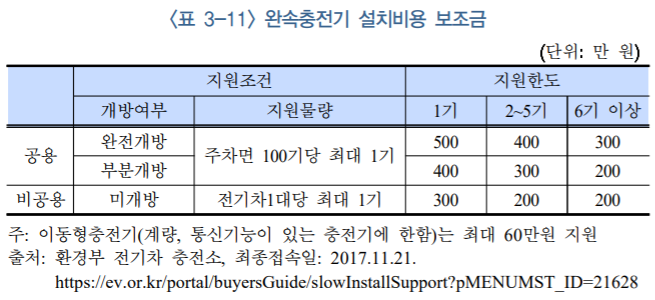 <표 3-11> 완속충전기 설치비용 보조금
(단위: 만 원)
지원조건 지원한도
개방여부 지원물량 1기 2~5기 6기 이상
공용 완전개방 주차면 100기당 최대 1기 500 400 300
부분개방 400 300 200
비공용 미개방 전기차1대당 최대 1기 300 200 200
주: 이동형충전기(계량, 통신기능이 있는 충전기에 한함)는 최대 60만원 지원
출처: 환경부 전기차 충전소, 최종접속일: 2017.11.21.
https://ev.or.kr/portal/buyersGuide/slowInstallSupport?pMENUMST_ID=21628